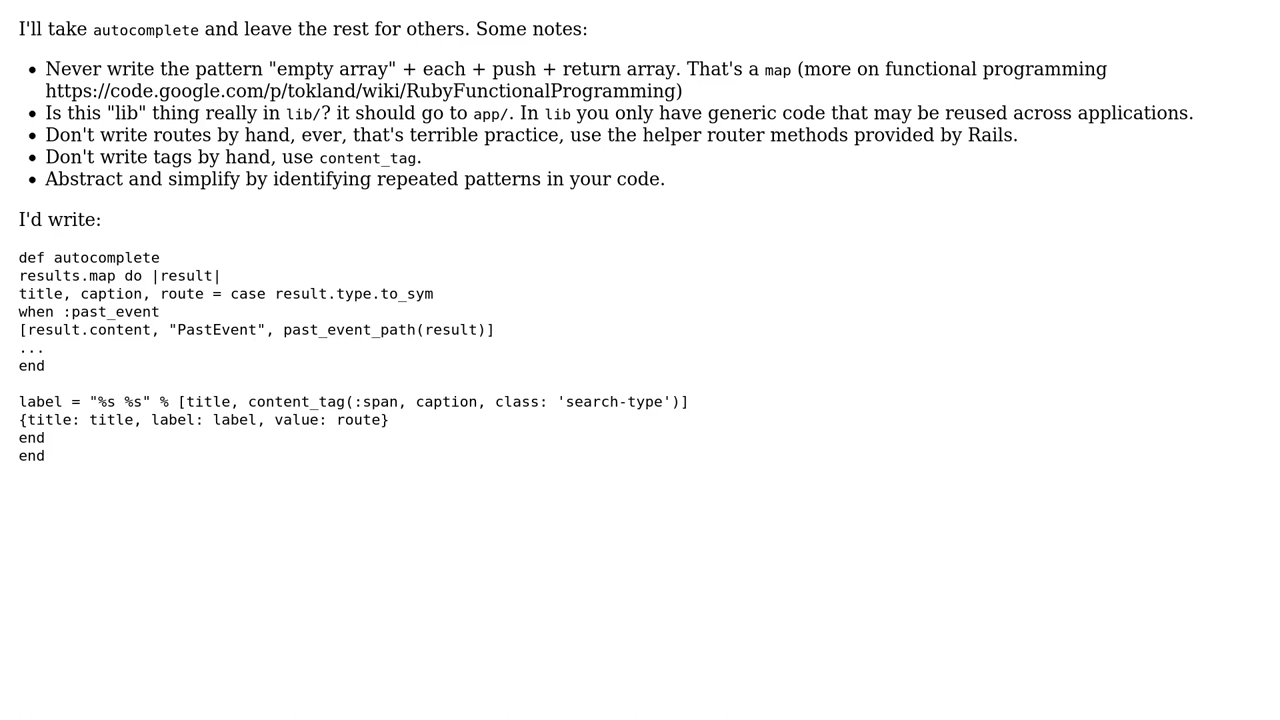 I'll take autocomplete and leave the rest for others. Some notes:
• Never write the pattern "empty array" + each + push + return array. That's a map (more on functional programming
https://code.google.com/p/tokland/wiki/RubyFunctionalProgramming)
• Is this "lib" thing really in lib/? it should go to app/. In lib you only have generic code that may be reused across applications.
• Don't write routes by hand, ever, that's terrible practice, use the helper router methods provided by Rails.
• Don't write tags by hand, use content_tag.
• Abstract and simplify by identifying repeated patterns in your code.
I'd write:
def autocomplete
results.map do |result|
title, caption, route = case result.type.to_sym
when :past_event
[result.content, "PastEvent", past_event_path(result)]
...
end
label = "%s %s" % [title, content_tag(:span, caption, class: 'search-type')]
{title: title, label: label, value: route}
end
end